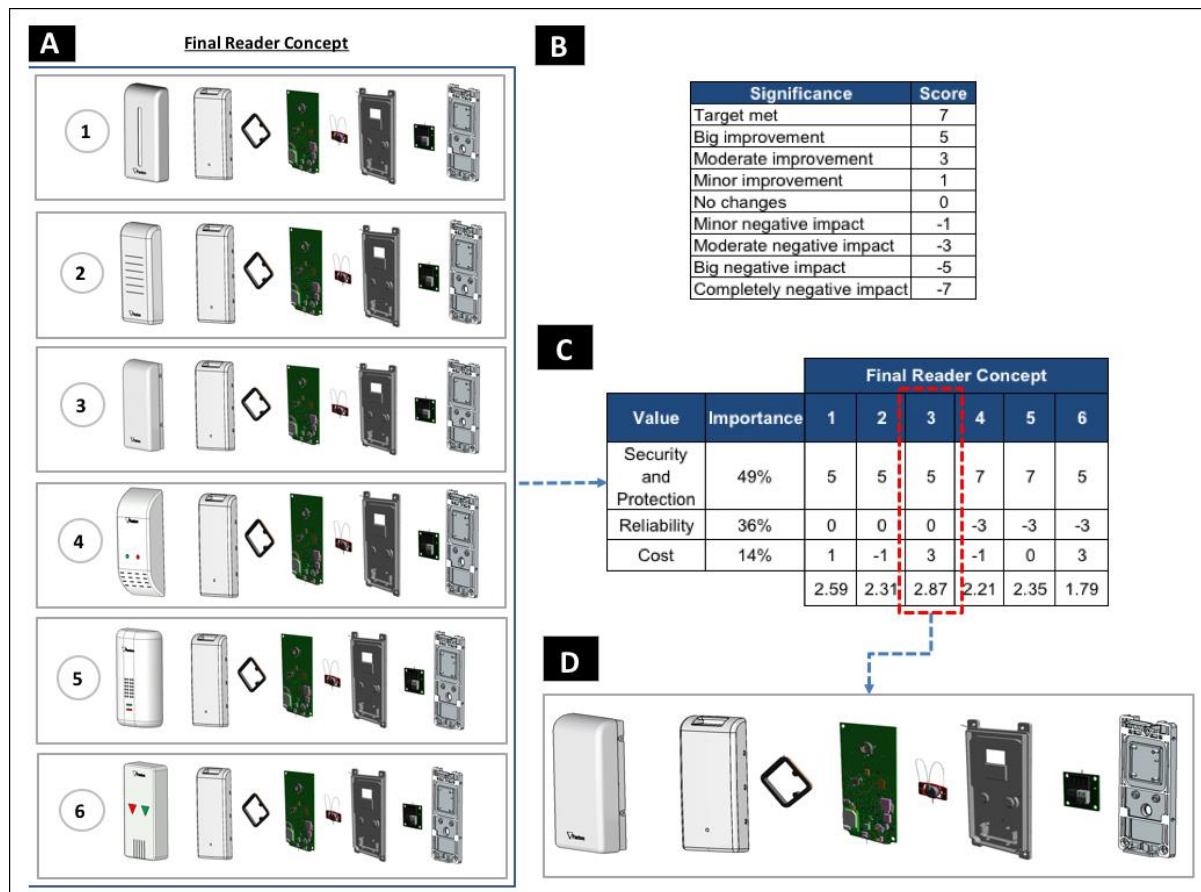 A
Final Reader Concept
1
2
3
4
5
6
B
Significance Score
Target met 7
Big improvement 5
Moderate improvement 3
Minor improvement 1
No changes 0
Minor negative impact -1
Moderate negative impact -3
Big negative impact -5
Completely negative impact -7
C
Final Reader Concept
Value Importance 1 2 3 4 5 6
Security
and
Protection
49% 5 5 5 7 7 5
Reliability 36% 0 0 0 -3 -3 -3
Cost 14% 1 -1 3 -1 0 3
2.59 2.31 2.87 2.21 2.35 1.79
D